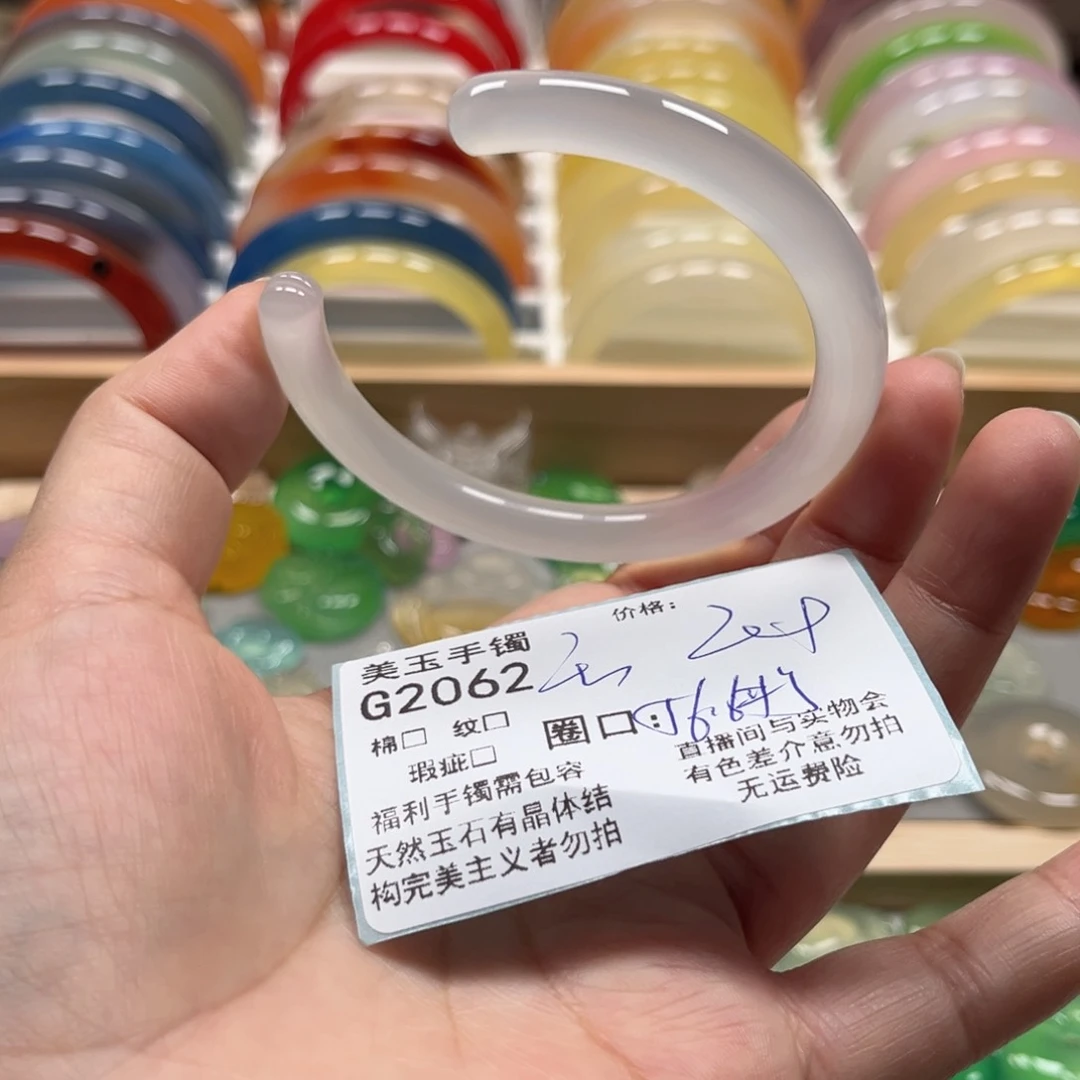 价格:
美玉手镯
G2062
棉□ 纹□ 圈口:
瑕疵□
福利手镯需包容
天然玉石有晶体结
构完美主义者勿拍
直播间与实物会
有色差介意勿拍
无运费险